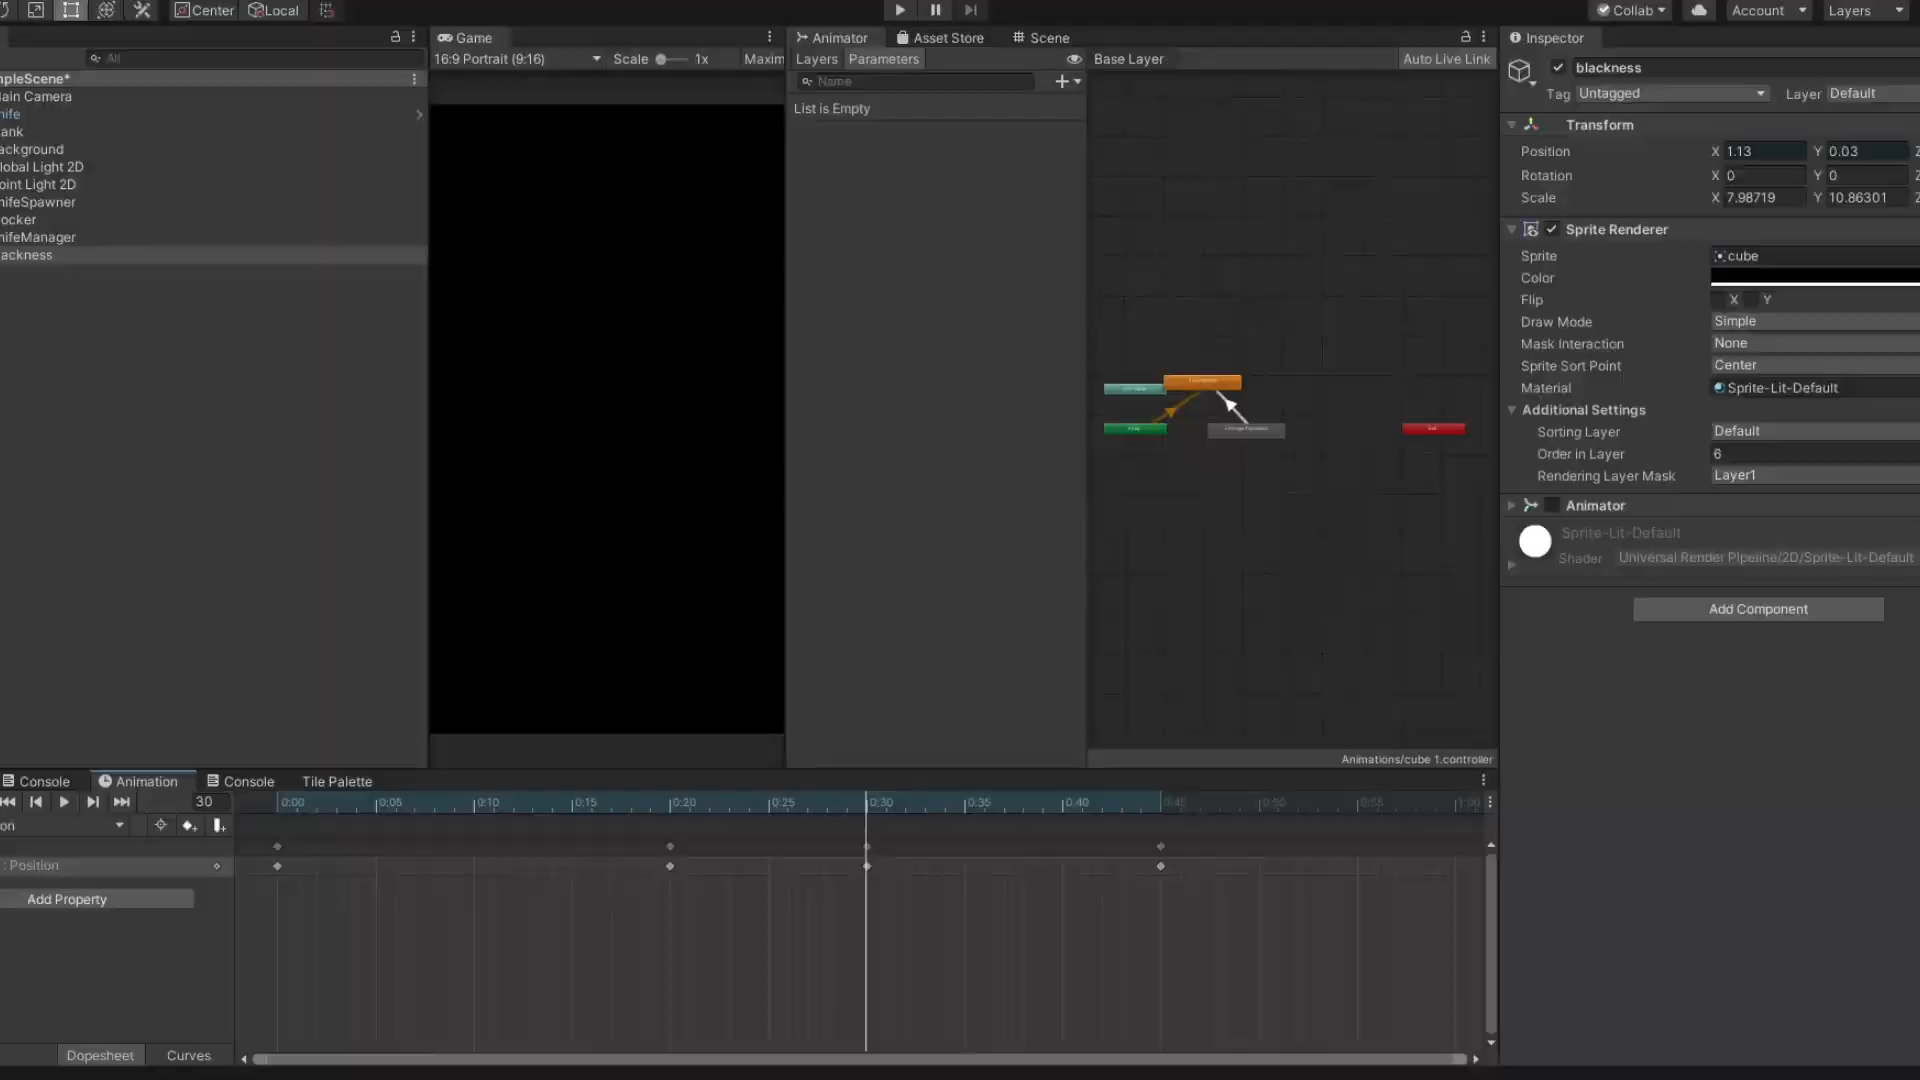 Center Local
Collab Account Layers
Game
Animator Asset Store Scene
Inspector
All
16:9 Portrait (9:16) Scale 1x Maxim
Layers Parameters
Base Layer Auto Live Link
Name
List is Empty
mpleScene*
lain Camera
nife
ank
ackground
lobal Light 2D
oint Light 2D
nifeSpawner
ocker
nifeManager
ackness
blackness
Tag Untagged Layer Default
Transform
Position X 1.13 Y 0.03 Z
Rotation X 0 Y 0 Z
Scale X 7.98719 Y 10.86301 Z
Sprite Renderer
Sprite cube
Color
Flip X Y
Draw Mode Simple
Mask Interaction None
Sprite Sort Point Center
Material Sprite-Lit-Default
Additional Settings
Sorting Layer Default
Order in Layer 6
Rendering Layer Mask Layer1
Animator
Sprite-Lit-Default
Shader Universal Render Pipeline/2D/Sprite-Lit-Default
Add Component
Animations/cube 1.controller
Console Animation Console Tile Palette
30 0:00 0:05 0:10 0:15 0:20 0:25 0:30 0:35 0:40 0:45 0:50 0:55 1:00
on
: Position
Add Property
Dopesheet Curves